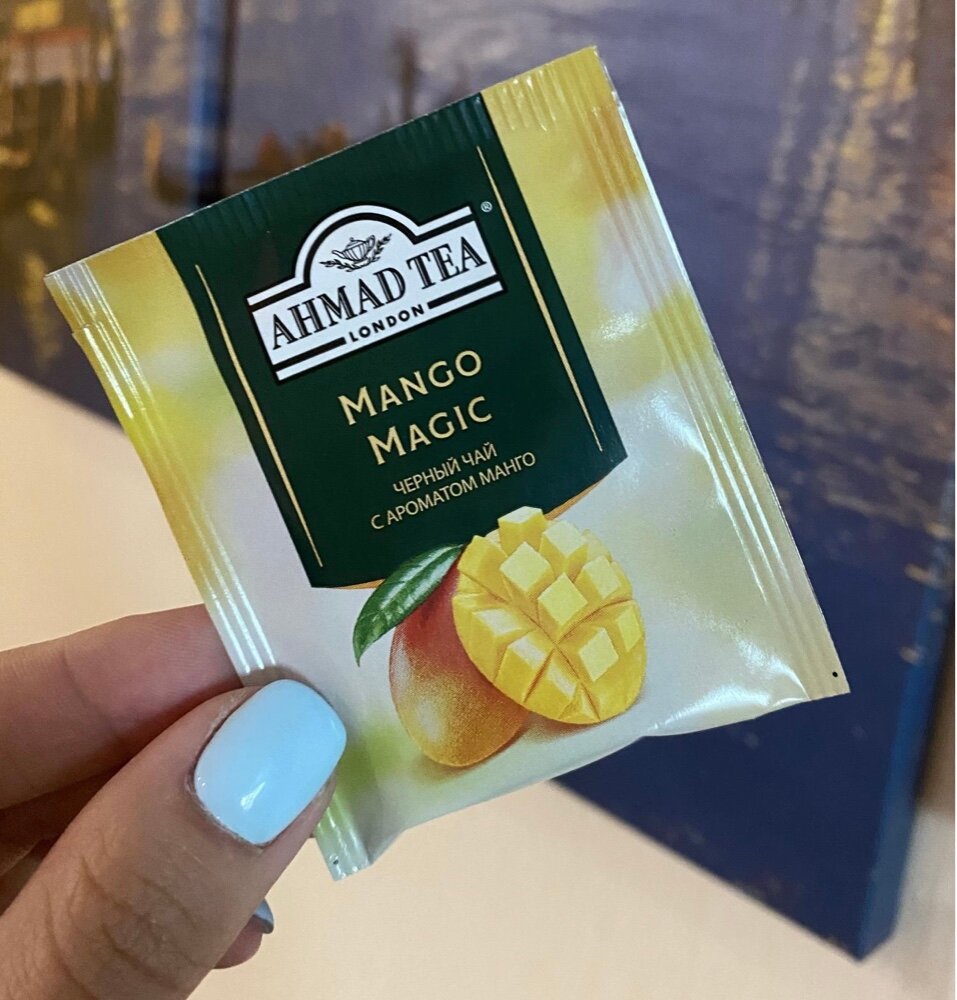 AHMAD TEA®
LONDON
MANGO
MAGIC
ЧЕРНЫЙ ЧАЙ
С АРОМАТОМ МАНГО